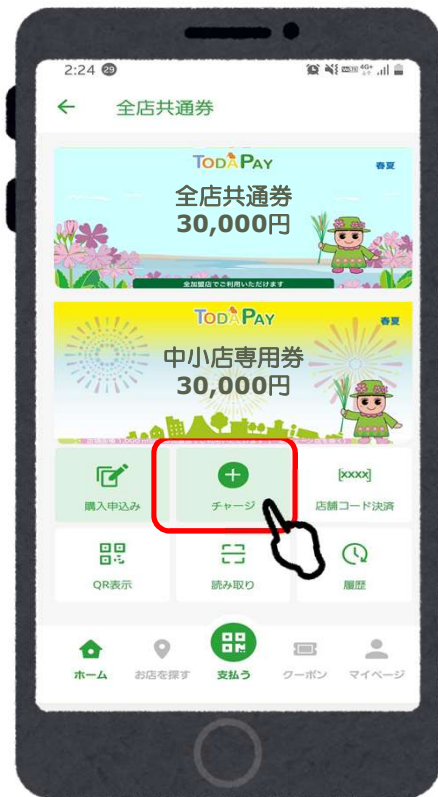 2:24 29
4G+
← 全店共通券
TODAPAY
春夏
全店共通券
30,000円
全加盟店でご利用いただけます
TODAPAY
春夏
中小店専用券
30,000円
購入申込み
チャージ
[xxxx]
店舗コード決済
QR表示
読み取り
履歴
ホーム
お店を探す
支払う
クーポン
マイページ